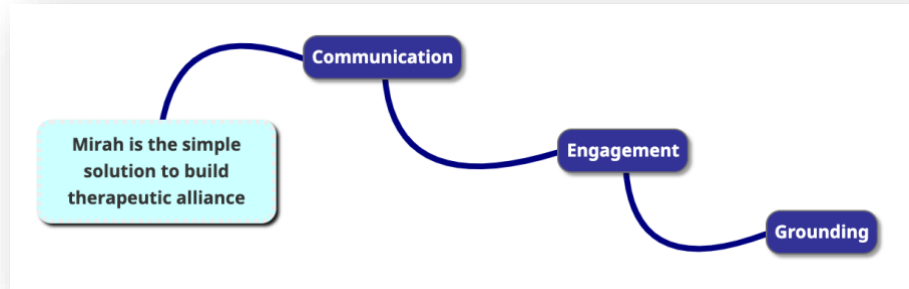 Communication
Mirah is the simple
solution to build
therapeutic alliance
Engagement
Grounding